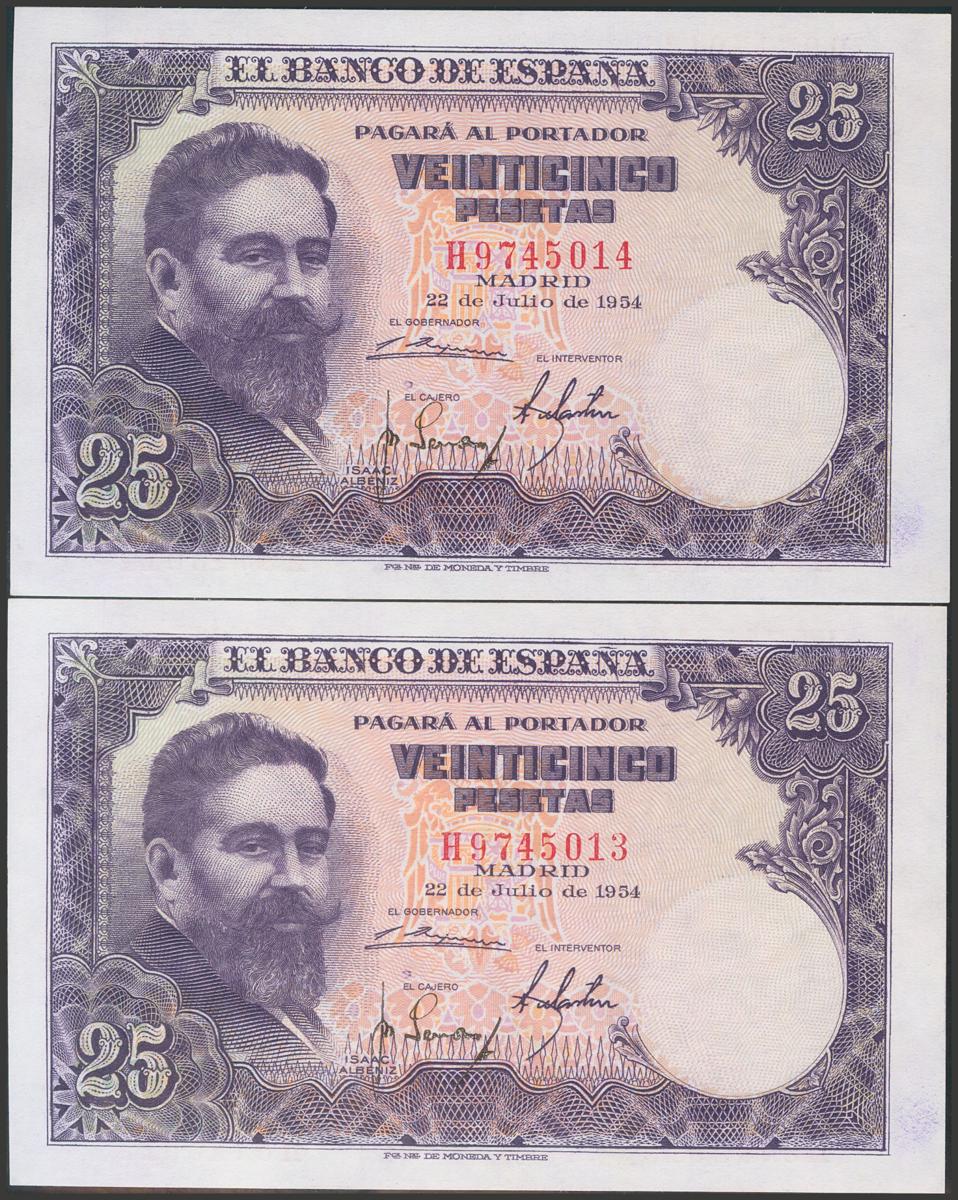 EL BANCO DE ESPAÑA
25
PAGARÁ AL PORTADOR
VEINTICINCO
PESETAS
H9745014
MADRID
22 de Julio de 1954
EL GOBERNADOR
EL INTERVENTOR
EL CAJERO
25
ISAAC
ALBENIZ
Fca. Nal. DE MONEDA Y TIMBRE
EL BANCO DE ESPAÑA
25
PAGARÁ AL PORTADOR
VEINTICINCO
PESETAS
H9745013
MADRID
22 de Julio de 1954
EL GOBERNADOR
EL INTERVENTOR
EL CAJERO
25
ISAAC
ALBENIZ
Fca. Nal. DE MONEDA Y TIMBRE